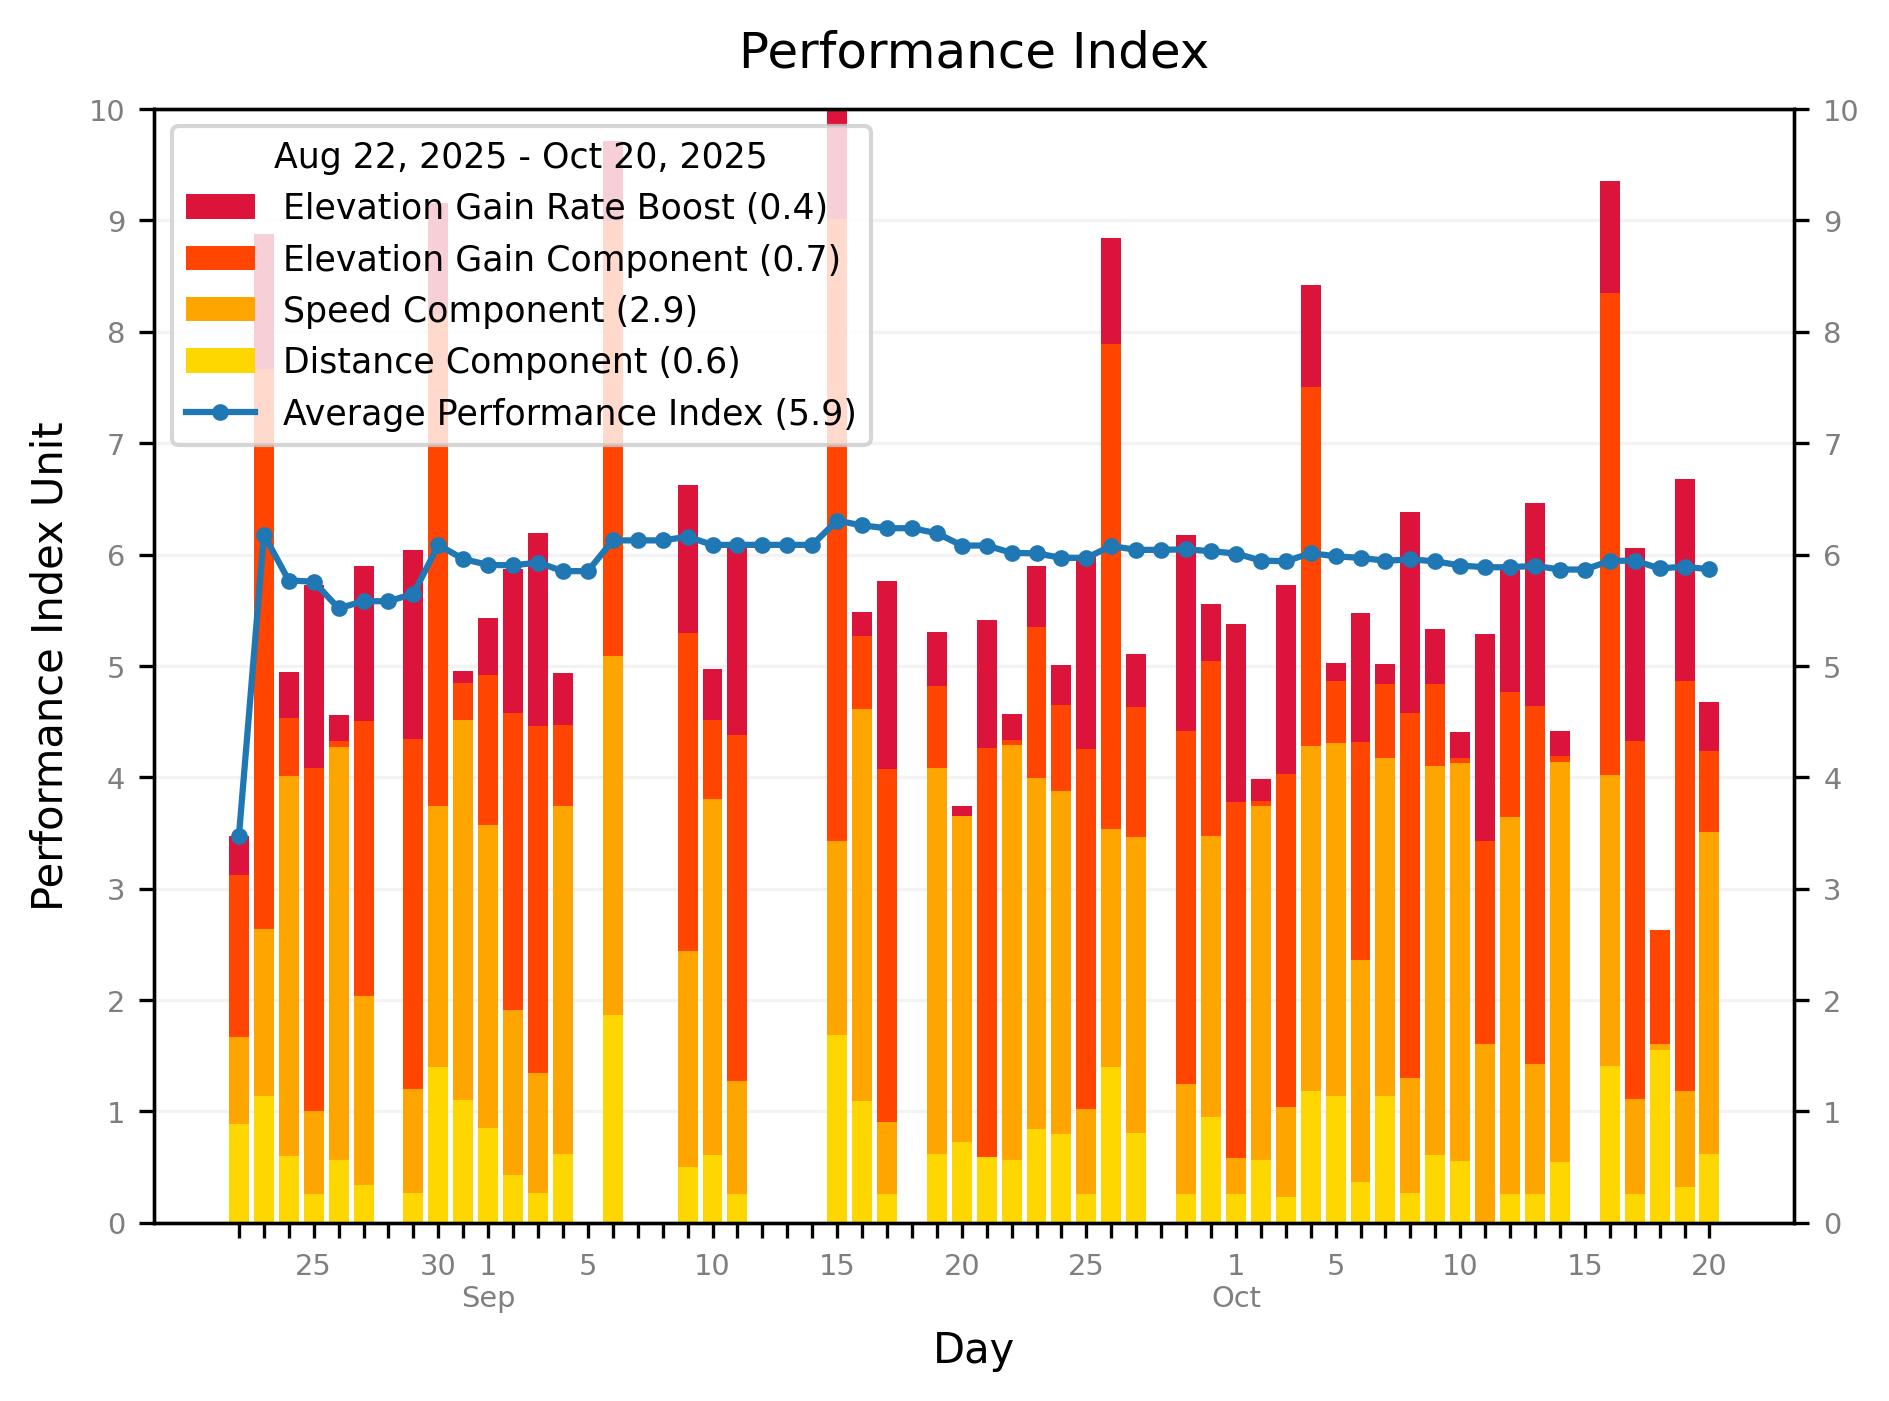 Performance Index
Aug 22, 2025 - Oct 20, 2025
Elevation Gain Rate Boost (0.4)
Elevation Gain Component (0.7)
Speed Component (2.9)
Distance Component (0.6)
Average Performance Index (5.9)
Performance Index Unit
10
9
8
7
6
5
4
3
2
1
0
10
9
8
7
6
5
4
3
2
1
0
25 30 1 5 10 15 20 25 1 5 10 15 20
Sep Oct
Day